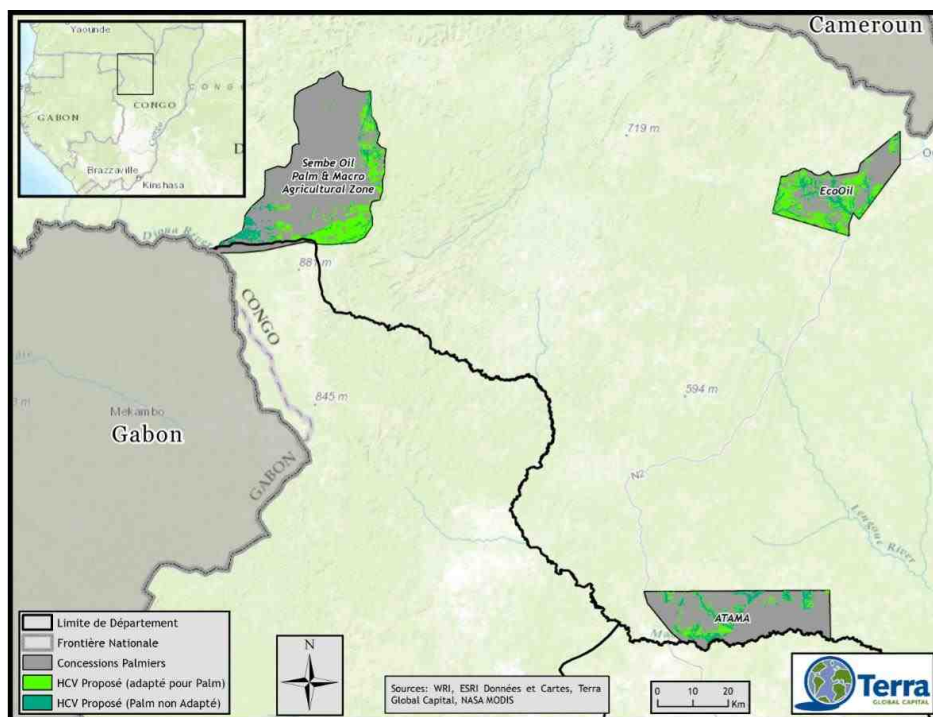 Yaounde
CONGO
GABON
CONGO
Brazzaville
Kinshasa
Cameroun
719 m
Sembe Oil
Palm & Macro
Agricultural Zone
EcoOil
881 m
CONGO
845 m
594 m
Mekambo
Gabon
GABON
N2
ATAMA
Limite de Département
Frontière Nationale
Concessions Palmiers
HCV Proposé (adapté pour Palm)
HCV Proposé (Palm non Adapté)
N
Sources: WRI, ESRI Données et Cartes, Terra
Global Capital, NASA MODIS
0 10 20
Km
Terra
GLOBAL CAPITAL